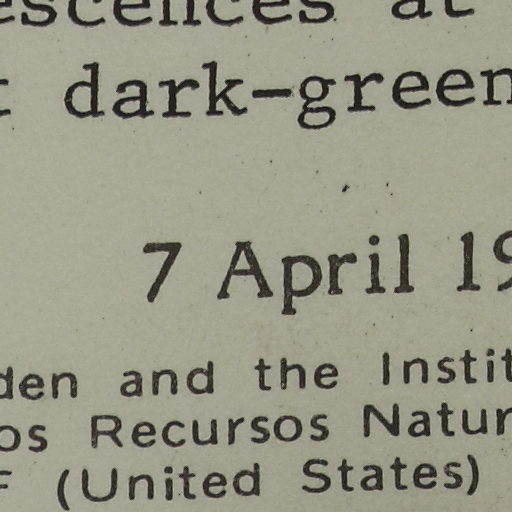 escences at
dark-green
7 April 19
den and the Instit
os Recursos Natur
F (United States)